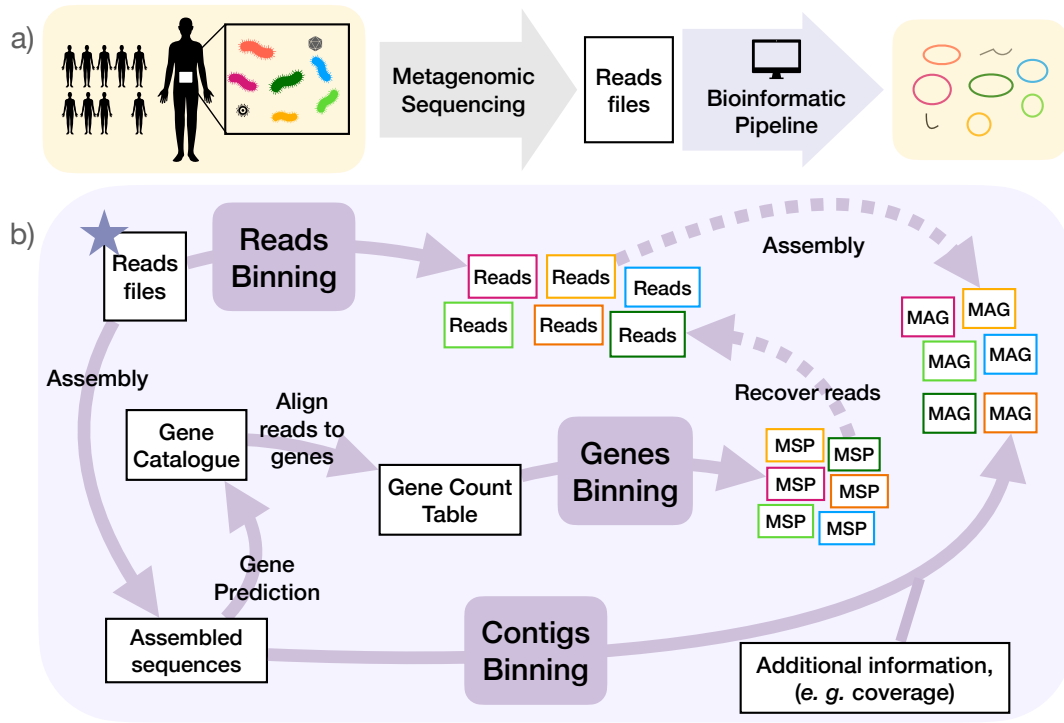 a)
Metagenomic
Sequencing
Reads
files
Bioinformatic
Pipeline
b)
Reads
files
Reads
Binning
Reads
Reads
Reads
Reads
Reads
Reads
Assembly
MAG
MAG
MAG
MAG
MAG
MAG
Assembly
Gene
Catalogue
Align
reads to
genes
Gene Count
Table
Genes
Binning
Recover reads
MSP
MSP
MSP
MSP
MSP
MSP
Gene
Prediction
Assembled
sequences
Contigs
Binning
Additional information,
(e. g. coverage)